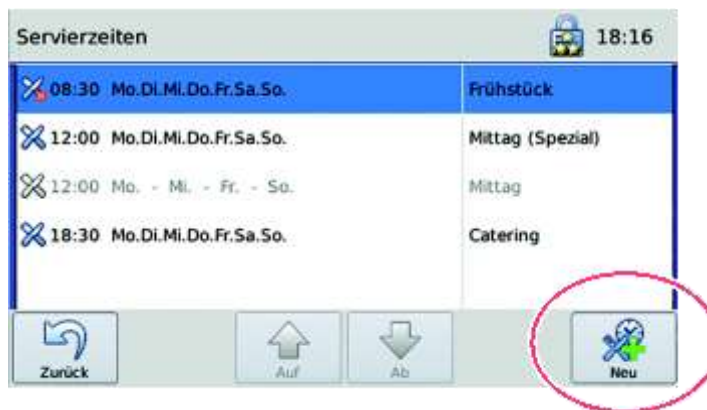 Servierzeiten 18:16
08:30 Mo.Di.Mi.Do.Fr.Sa.So. Frühstück
12:00 Mo.Di.Mi.Do.Fr.Sa.So. Mittag (Spezial)
12:00 Mo. - Mi. - Fr. - So. Mittag
18:30 Mo.Di.Mi.Do.Fr.Sa.So. Catering
Zurück Auf Ab Neu